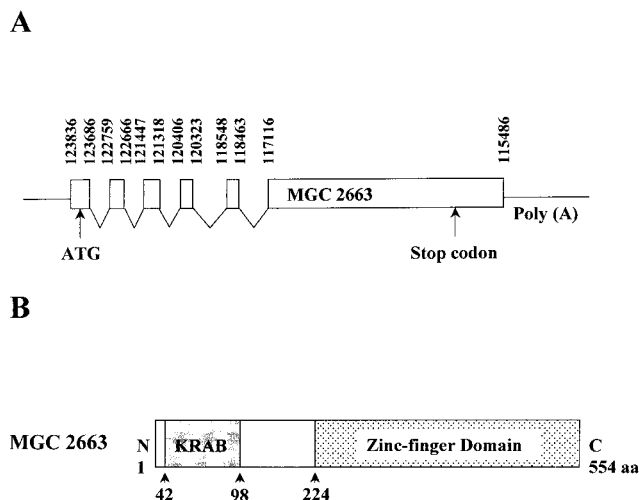 A
123836
123686
122759
122666
121447
121318
120406
120323
118548
118463
117116
115486
MGC 2663
Poly (A)
ATG
Stop codon
B
MGC 2663
N
KRAB
Zinc-finger Domain
C
1
554 aa
42
98
224